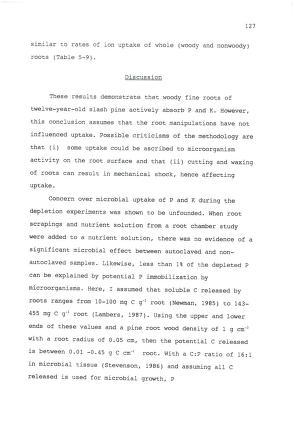 127
similar to rates of ion uptake of whole (woody and nonwoody)
roots (Table 5-9).
Discussion
These results demonstrate that woody fine roots of
twelve-year-old slash pine actively absorb P and K. However,
this conclusion assumes that the root manipulations have not
influenced uptake. Possible criticisms of the methodology are
that (i) some uptake could be ascribed to microorganism
activity on the root surface and that (ii) cutting and waxing
of roots can result in mechanical shock, hence affecting
uptake.
Concern over microbial uptake of P and K during the
depletion experiments was shown to be unfounded. When root
scrapings and nutrient solution from a root chamber study
were added to a nutrient solution, there was no evidence of a
significant microbial effect between autoclaved and non-
autoclaved samples. Likewise, less than 1% of the depleted P
can be explained by potential P immobilization by
microorganisms. Here, I assumed that soluble C released by
roots ranges from 10-100 mg C g⁻¹ root (Newman, 1985) to 143-
455 mg C g⁻¹ root (Lambers, 1987). Using the upper and lower
ends of these values and a pine root wood density of 1 g cm⁻³
with a root radius of 0.05 cm, then the potential C released
is between 0.01 -0.45 g C cm⁻¹ root. With a C:P ratio of 16:1
in microbial tissue (Stevenson, 1986) and assuming all C
released is used for microbial growth, P